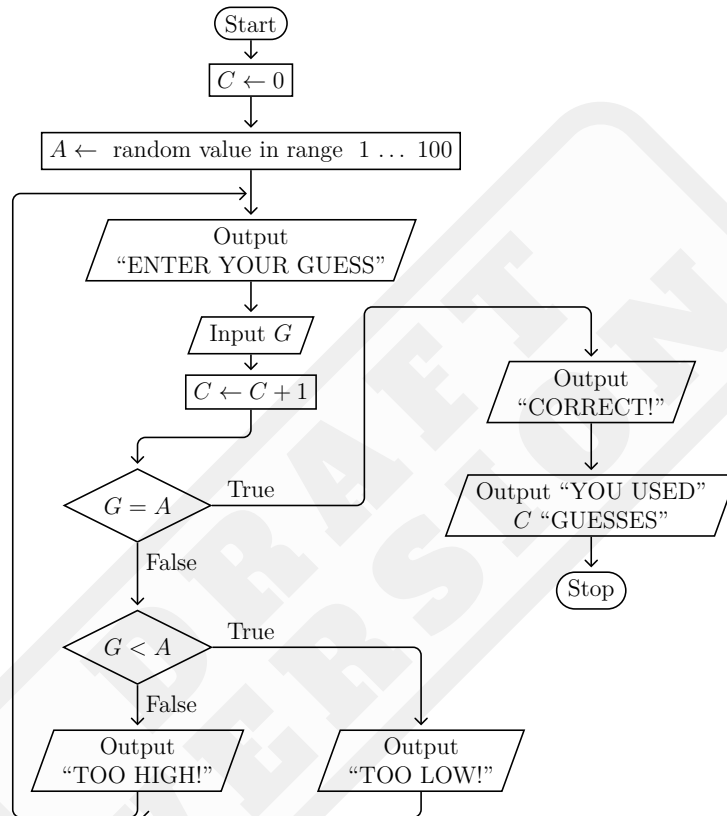 Start
C ← 0
A ← random value in range 1 … 100
Output
“ENTER YOUR GUESS”
Input G
C ← C + 1
G = A
True
False
Output
“CORRECT!”
Output “YOU USED”
C “GUESSES”
Stop
G < A
True
False
Output
“TOO HIGH!”
Output
“TOO LOW!”
DRAFT
VERSION